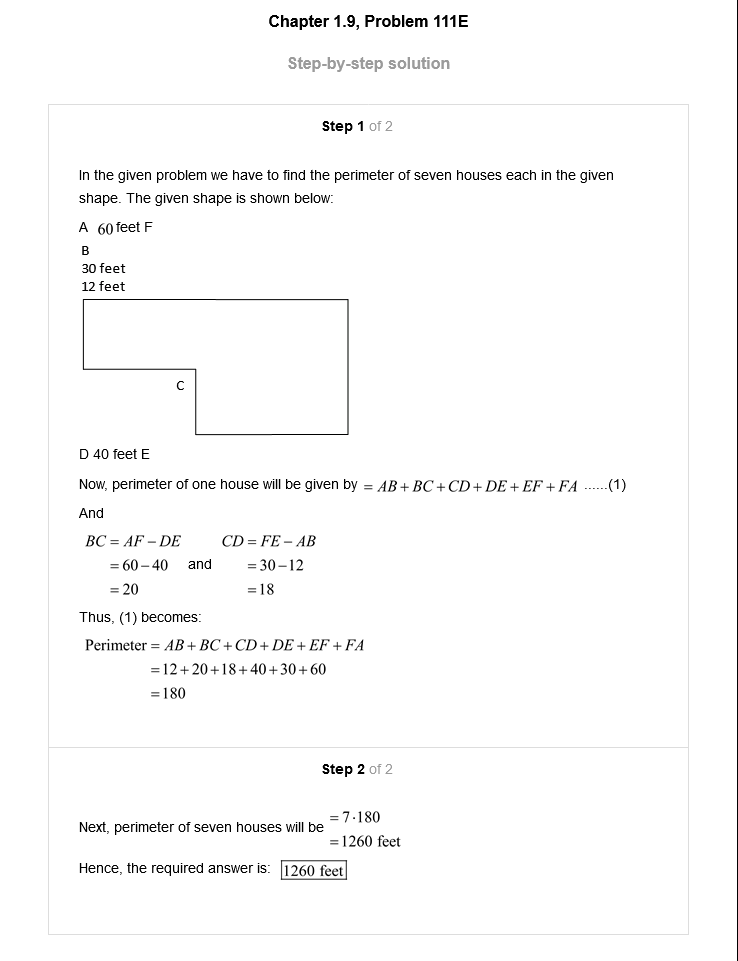 Chapter 1.9, Problem 111E
Step-by-step solution
Step 1 of 2
In the given problem we have to find the perimeter of seven houses each in the given
shape. The given shape is shown below:
A 60 feet F
B
30 feet
12 feet
C
D 40 feet E
Now, perimeter of one house will be given by = AB + BC + CD + DE + EF + FA ......(1)
And
BC = AF − DE CD = FE − AB
= 60 − 40 and = 30 − 12
= 20 = 18
Thus, (1) becomes:
Perimeter = AB + BC + CD + DE + EF + FA
= 12 + 20 + 18 + 40 + 30 + 60
= 180
Step 2 of 2
= 7 · 180
Next, perimeter of seven houses will be
= 1260 feet
Hence, the required answer is: 1260 feet